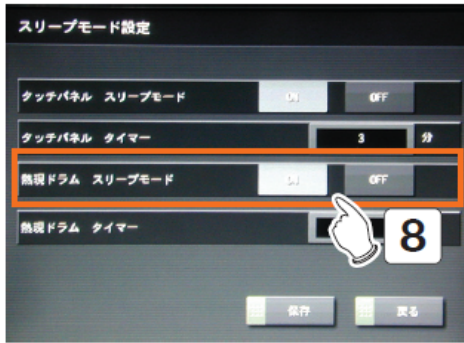 スリープモード設定
タッチパネル スリープモード ON OFF
タッチパネル タイマー 3 分
熱現ドラム スリープモード ON OFF
熱現ドラム タイマー
8
保存 戻る